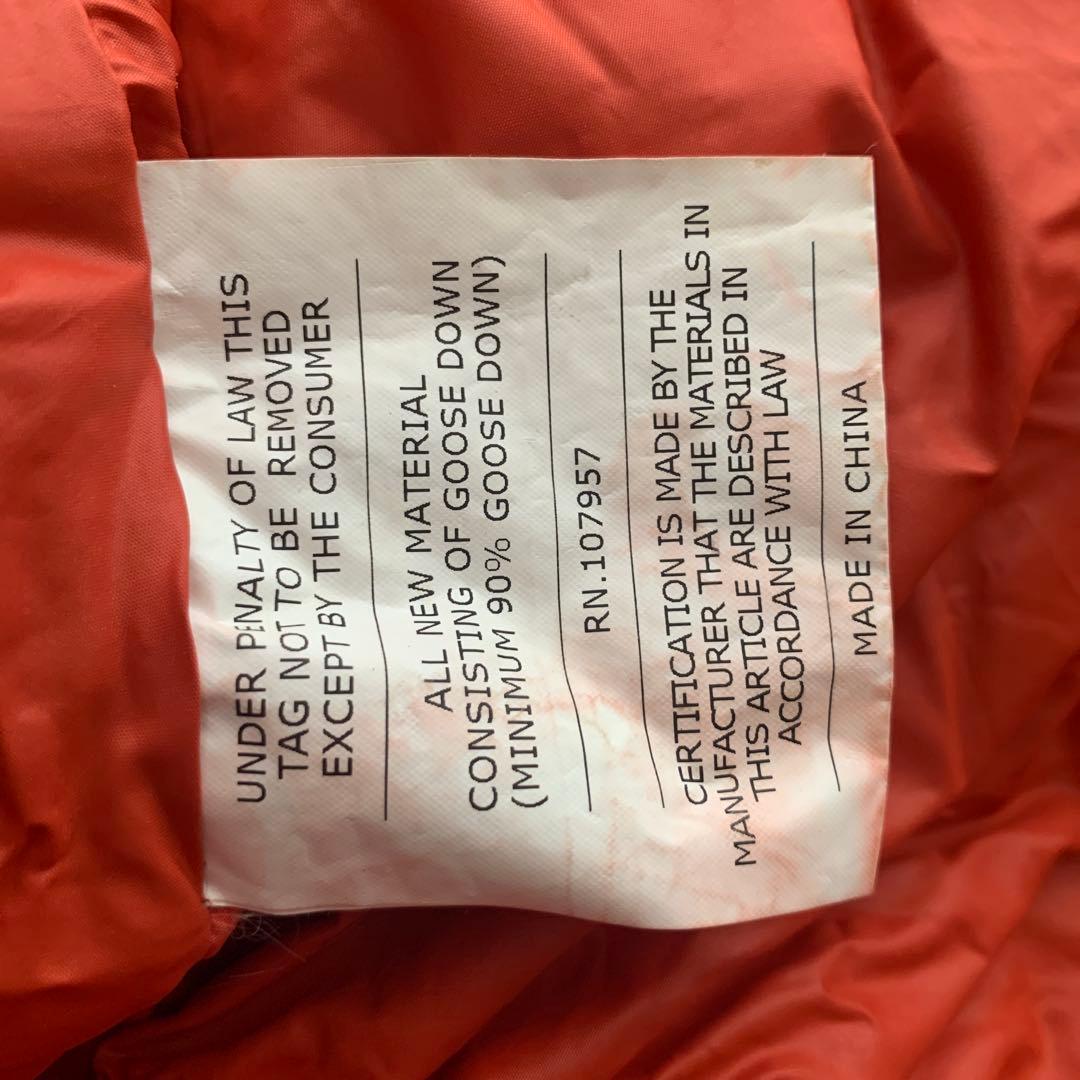 UNDER PENALTY OF LAW THIS
TAG NOT TO BE REMOVED
EXCEPT BY THE CONSUMER
ALL NEW MATERIAL
CONSISTING OF GOOSE DOWN
(MINIMUM 90% GOOSE DOWN)
RN.107957
CERTIFICATION IS MADE BY THE
MANUFACTURER THAT THE MATERIALS IN
THIS ARTICLE ARE DESCRIBED IN
ACCORDANCE WITH LAW
MADE IN CHINA